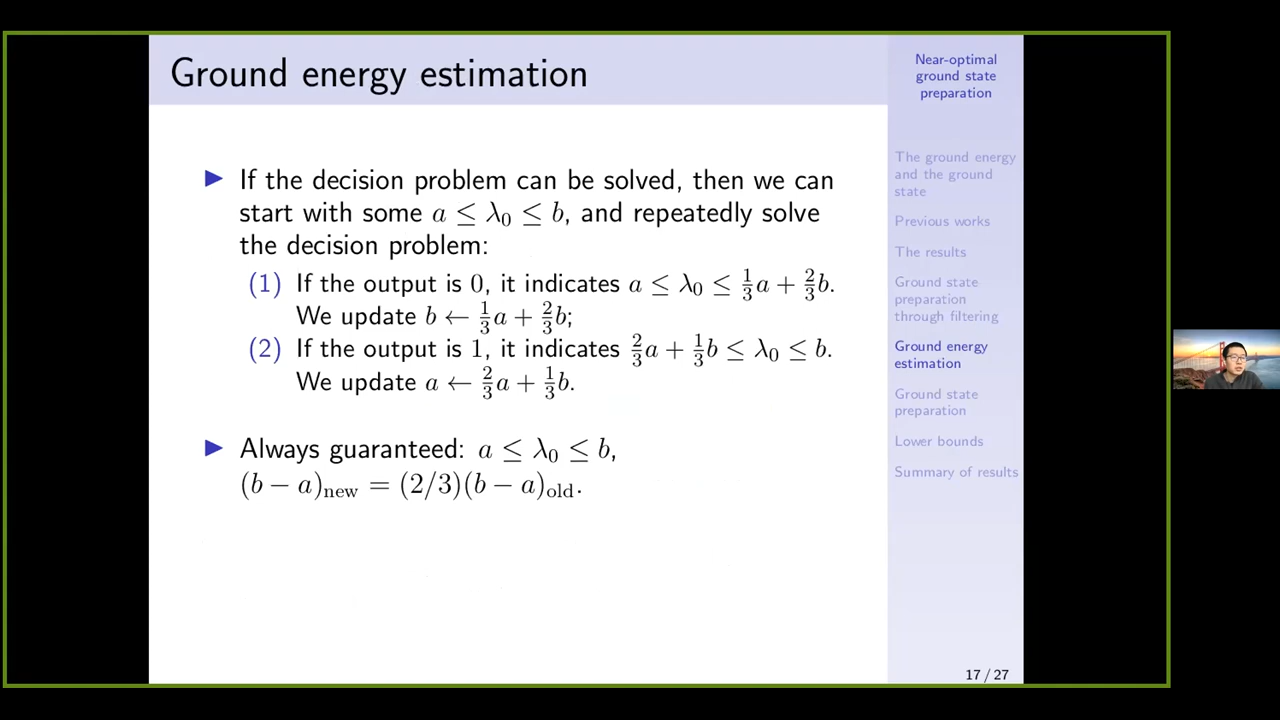 Ground energy estimation
▶ If the decision problem can be solved, then we can
start with some a ≤ λ₀ ≤ b, and repeatedly solve
the decision problem:
(1) If the output is 0, it indicates a ≤ λ₀ ≤ ⅓a + ⅔b.
We update b ← ⅓a + ⅔b;
(2) If the output is 1, it indicates ⅔a + ⅓b ≤ λ₀ ≤ b.
We update a ← ⅔a + ⅓b.
▶ Always guaranteed: a ≤ λ₀ ≤ b,
(b − a)new = (2/3)(b − a)old.
Near-optimal
ground state
preparation
The ground energy
and the ground
state
Previous works
The results
Ground state
preparation
through filtering
Ground energy
estimation
Ground state
preparation
Lower bounds
Summary of results
17 / 27